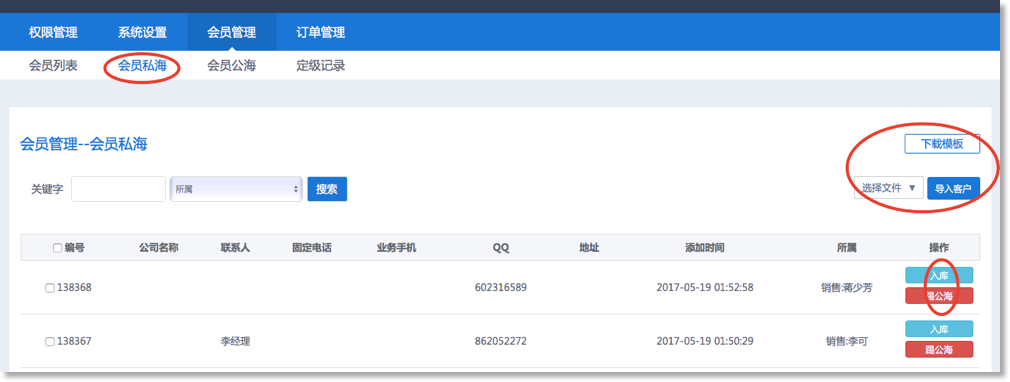 权限管理 系统设置 会员管理 订单管理
会员列表 会员私海 会员公海 定级记录
会员管理--会员私海 下载模板
关键字 所属 搜索 选择文件 ▼ 导入客户
编号 公司名称 联系人 固定电话 业务手机 QQ 地址 添加时间 所属 操作
138368 602316589 2017-05-19 01:52:58 销售:蒋少芳 入库
踢公海
138367 李经理 862052272 2017-05-19 01:50:29 销售:李可 入库
踢公海